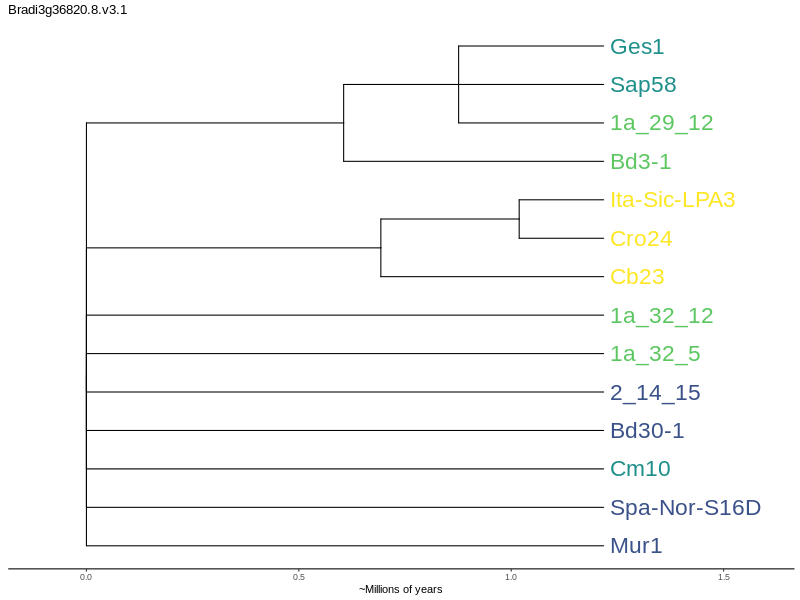 Bradi3g36820.8.v3.1
Ges1
Sap58
1a_29_12
Bd3-1
Ita-Sic-LPA3
Cro24
Cb23
1a_32_12
1a_32_5
2_14_15
Bd30-1
Cm10
Spa-Nor-S16D
Mur1
0.0 0.5 1.0 1.5
~Millions of years